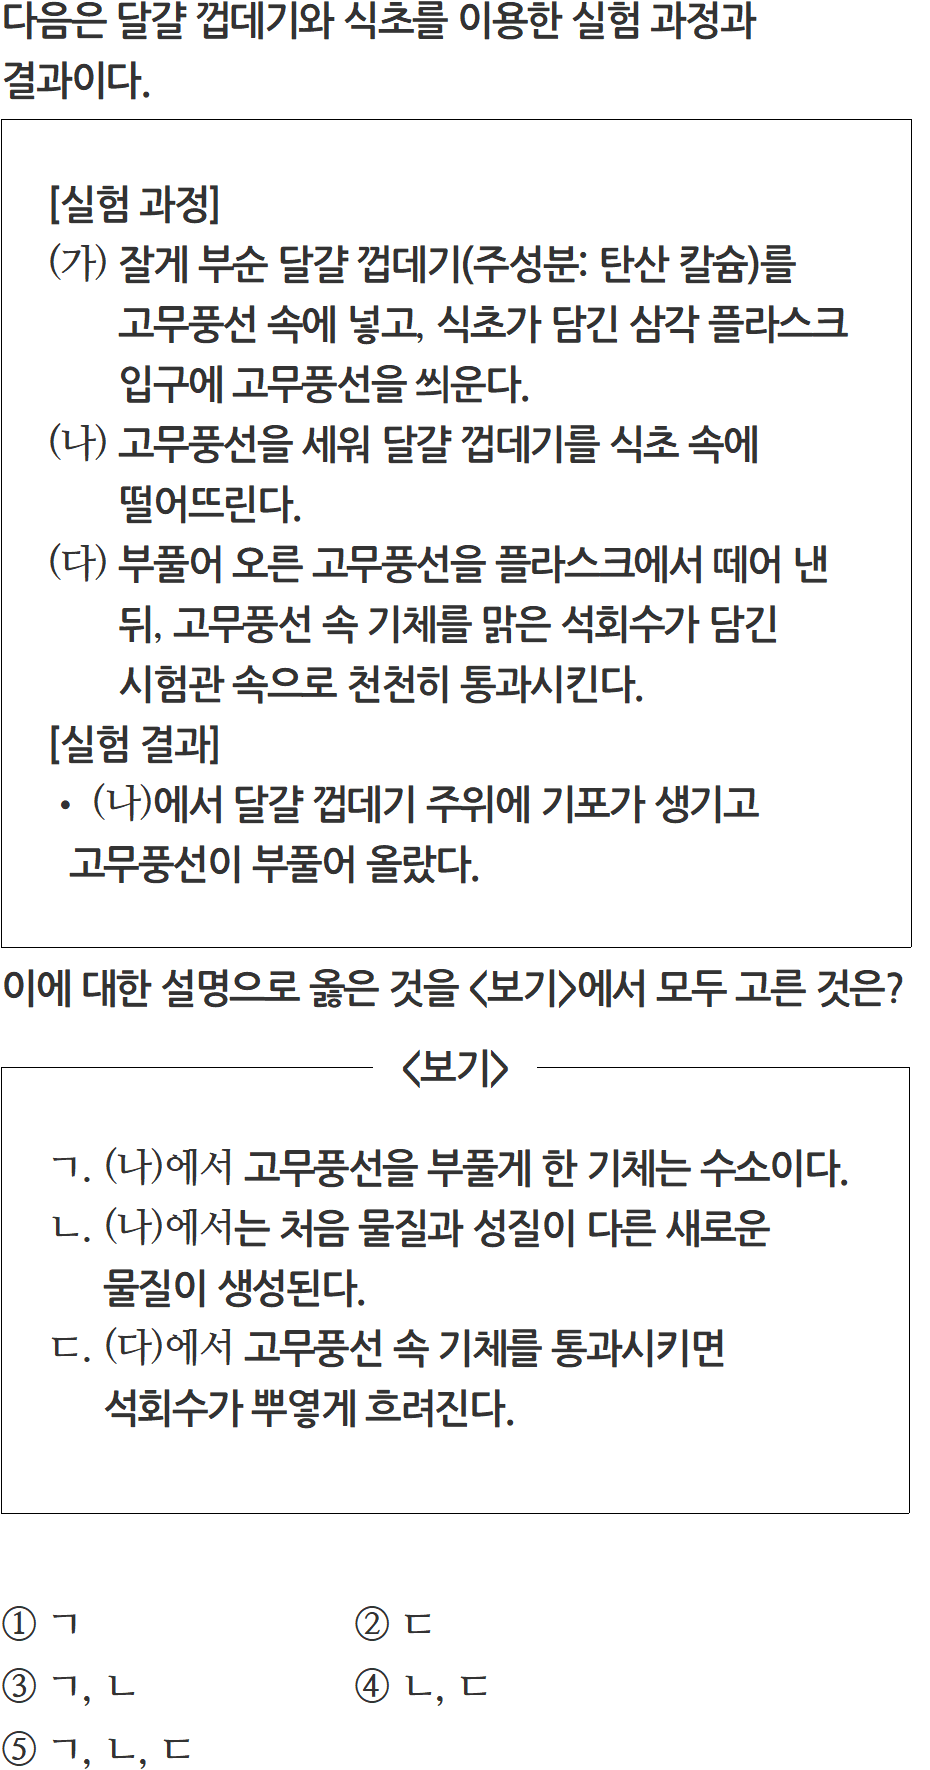 다음은 달걀 껍데기와 식초를 이용한 실험 과정과
결과이다.
[실험 과정]
(가) 잘게 부순 달걀 껍데기(주성분: 탄산 칼슘)를
고무풍선 속에 넣고, 식초가 담긴 삼각 플라스크
입구에 고무풍선을 씌운다.
(나) 고무풍선을 세워 달걀 껍데기를 식초 속에
떨어뜨린다.
(다) 부풀어 오른 고무풍선을 플라스크에서 떼어 낸
뒤, 고무풍선 속 기체를 맑은 석회수가 담긴
시험관 속으로 천천히 통과시킨다.
[실험 결과]
• (나)에서 달걀 껍데기 주위에 기포가 생기고
고무풍선이 부풀어 올랐다.
이에 대한 설명으로 옳은 것을 <보기>에서 모두 고른 것은?
<보기>
ㄱ. (나)에서 고무풍선을 부풀게 한 기체는 수소이다.
ㄴ. (나)에서는 처음 물질과 성질이 다른 새로운
물질이 생성된다.
ㄷ. (다)에서 고무풍선 속 기체를 통과시키면
석회수가 뿌옇게 흐려진다.
① ㄱ ② ㄷ
③ ㄱ, ㄴ ④ ㄴ, ㄷ
⑤ ㄱ, ㄴ, ㄷ